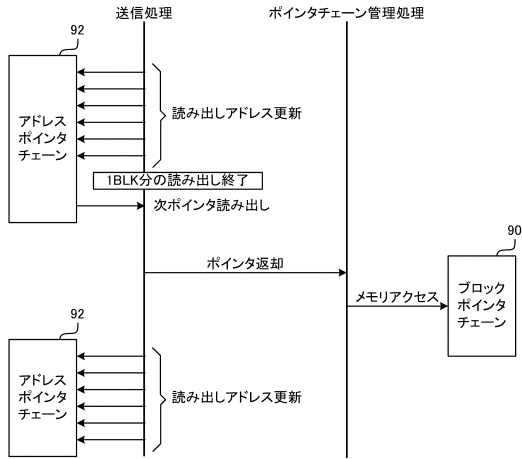 送信処理
ポインタチェーン管理処理
92
アドレス
ポインタ
チェーン
読み出しアドレス更新
1BLK分の読み出し終了
次ポインタ読み出し
ポインタ返却
90
メモリアクセス
ブロック
ポインタ
チェーン
92
アドレス
ポインタ
チェーン
読み出しアドレス更新